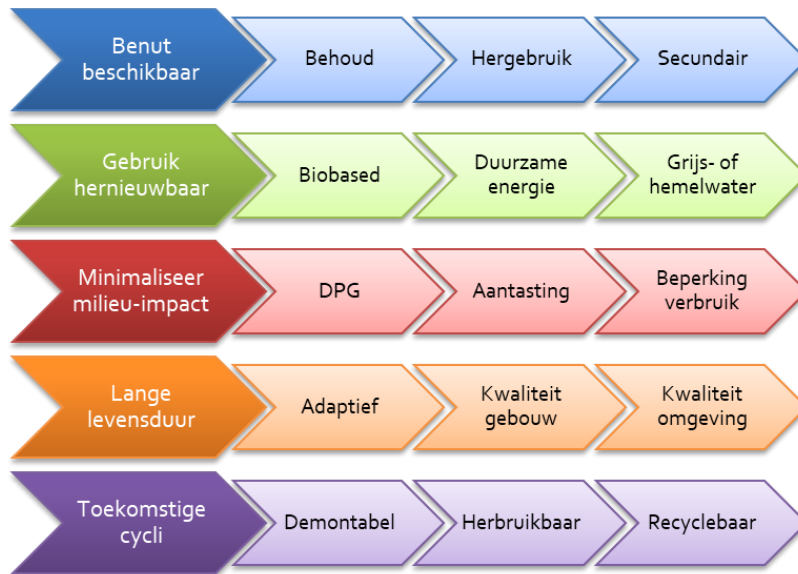 Benut
beschikbaar
Behoud
Hergebruik
Secundair
Gebruik
hernieuwbaar
Biobased
Duurzame
energie
Grijs- of
hemelwater
Minimaliseer
milieu-impact
DPG
Aantasting
Beperking
verbruik
Lange
levensduur
Adaptief
Kwaliteit
gebouw
Kwaliteit
omgeving
Toekomstige
cycli
Demontabel
Herbruikbaar
Recyclebaar